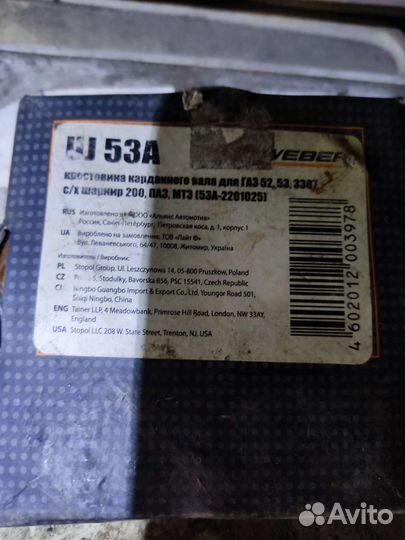 UJ 53A
WEBER
крестовина карданного вала для ГАЗ 52, 53, 3307,
с/х шарнир 200, ПАЗ, МТЗ (53А-2201025)
RUS Изготовлено ООО «Альянс Автомотив»
Россия, Санкт-Петербург, Петровская коса, д. 1, корпус 1
UA Вироблено на замовлення: ТОВ «Лайт ©»
вул. Леваневського, 64/47, 10008, Житомир, Україна
Изготовитель / Виробник:
PL Stopol Group, Ul. Leszczynowa 14, 05-800 Pruszkow, Poland
S, Stodulky, Bavorska 856, PSC 15541, Czech Republic
Ningbo Guangbo Import & Export Co., Ltd. Youngor Road 501,
Shiqi Ningbo, China
ENG Tainer LLP, 4 Meadowbank, Primrose Hill Road, London, NW 33AY,
England
USA Stopol LLC 208 W. State Street, Trenton, NJ, USA
4 602012 003978
Avito